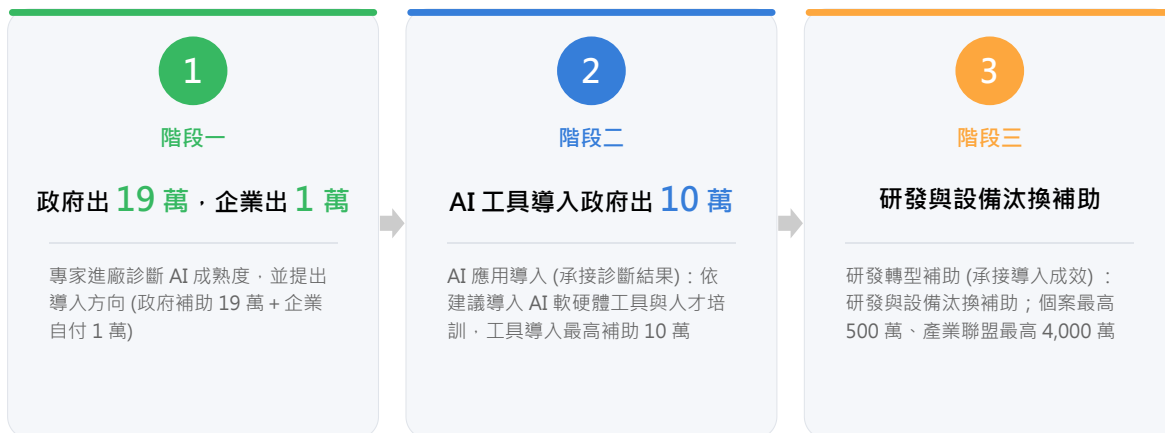 1
階段一
政府出 19 萬，企業出 1 萬
專家進廠診斷 AI 成熟度，並提出
導入方向 (政府補助 19 萬 + 企業
自付 1 萬)
2
階段二
AI 工具導入政府出 10 萬
AI 應用導入 (承接診斷結果)：依
建議導入 AI 軟硬體工具與人才培
訓，工具導入最高補助 10 萬
3
階段三
研發與設備汰換補助
研發轉型補助 (承接導入成效)：
研發與設備汰換補助；個案最高
500 萬、產業聯盟最高 4,000 萬